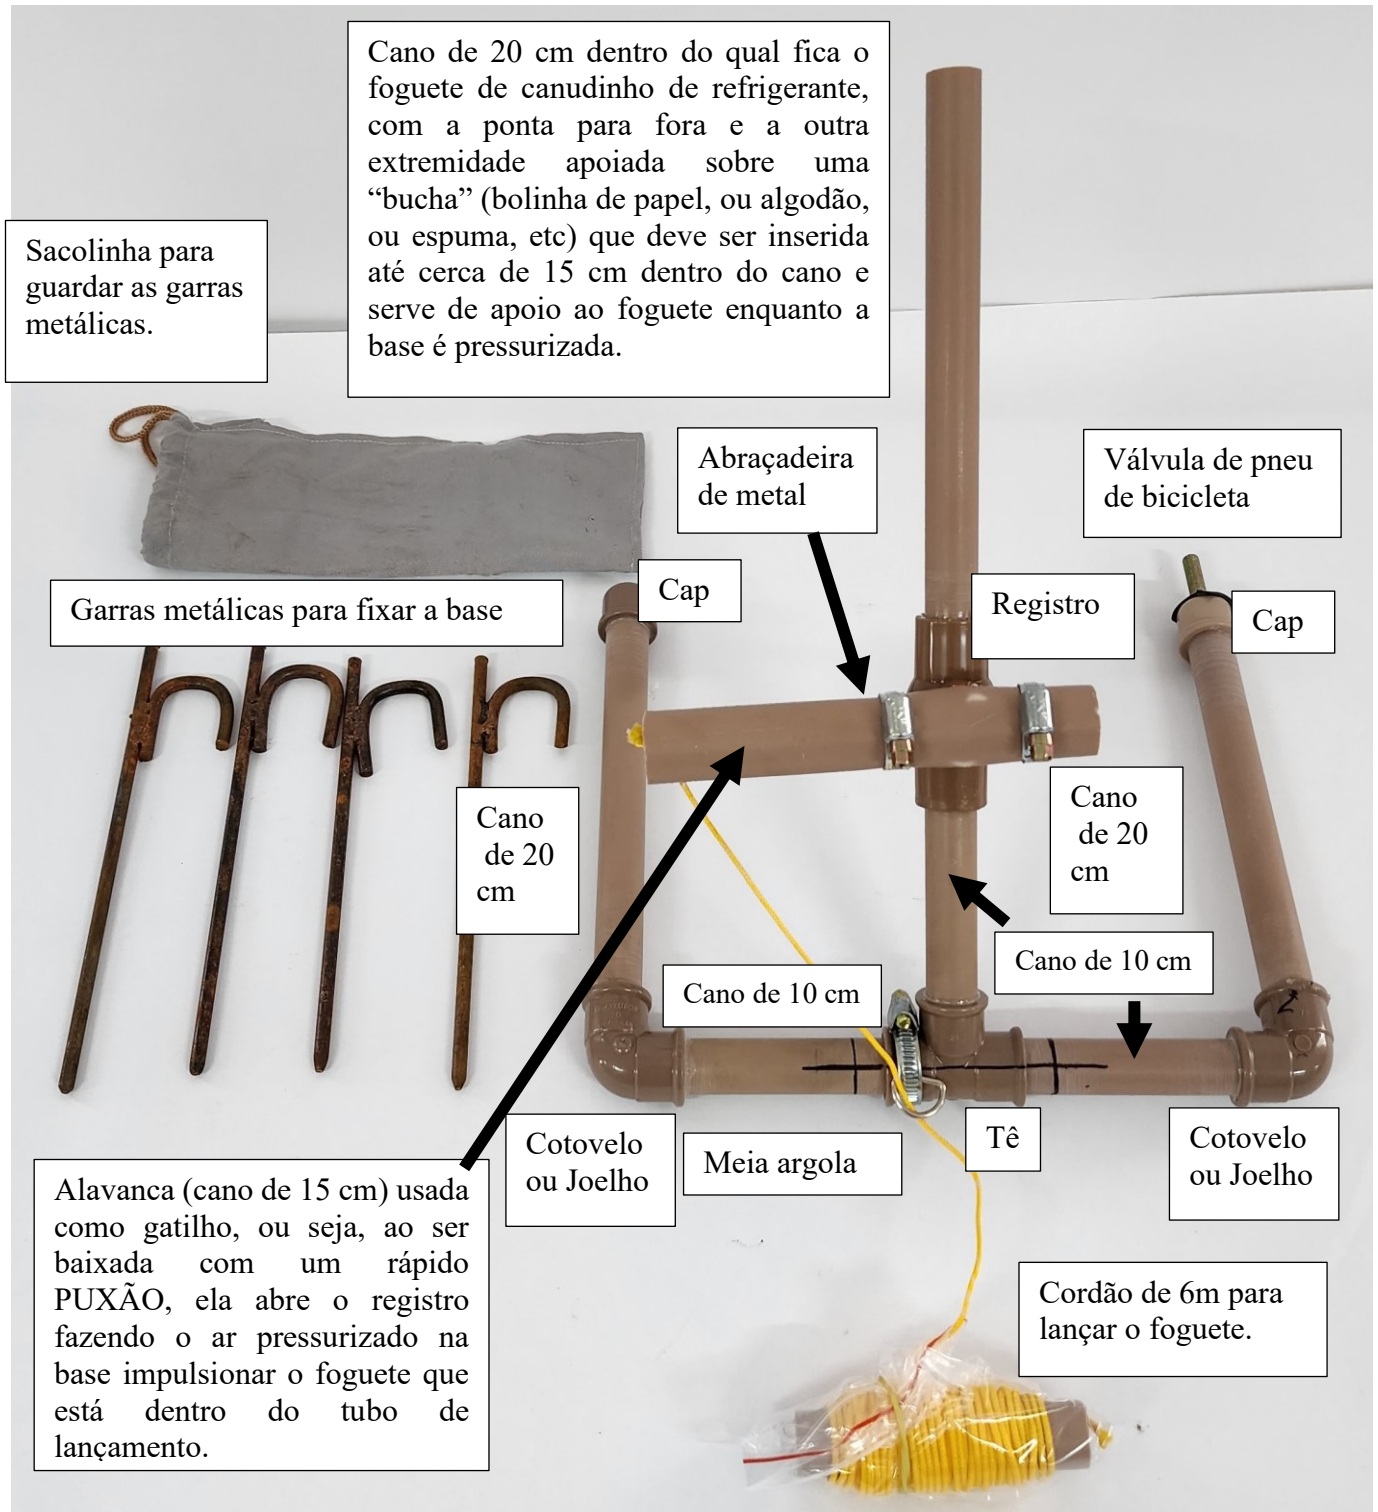 Cano de 20 cm dentro do qual fica o
foguete de canudinho de refrigerante,
com a ponta para fora e a outra
extremidade apoiada sobre uma
“bucha” (bolinha de papel, ou algodão,
ou espuma, etc) que deve ser inserida
até cerca de 15 cm dentro do cano e
serve de apoio ao foguete enquanto a
base é pressurizada.
Sacolinha para
guardar as garras
metálicas.
Abraçadeira
de metal
Válvula de pneu
de bicicleta
Cap
Registro
Cap
Garras metálicas para fixar a base
Cano
de 20
cm
Cano
de 20
cm
Cano de 10 cm
Cano de 10 cm
Cotovelo
ou Joelho
Meia argola
Tê
Cotovelo
ou Joelho
Alavanca (cano de 15 cm) usada
como gatilho, ou seja, ao ser
baixada com um rápido
PUXÃO, ela abre o registro
fazendo o ar pressurizado na
base impulsionar o foguete que
está dentro do tubo de
lançamento.
Cordão de 6m para
lançar o foguete.